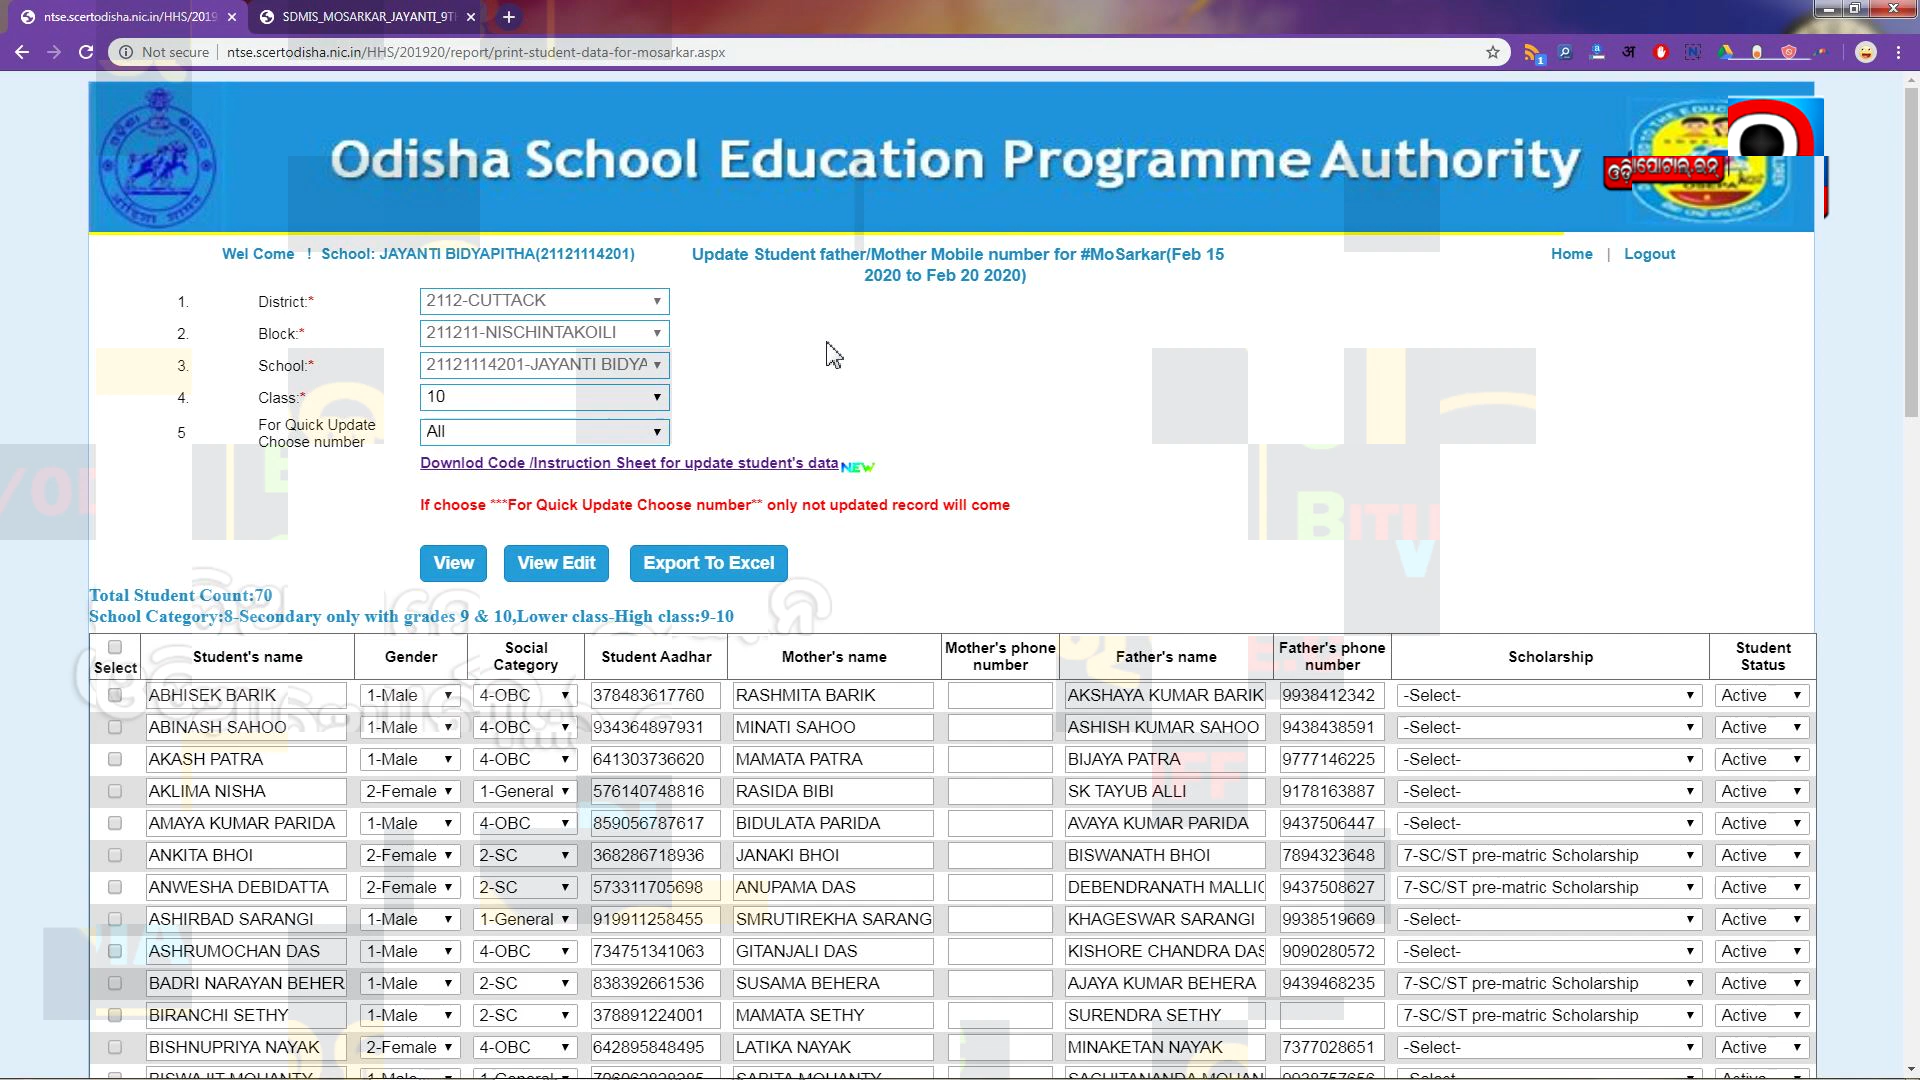 ntse.scertodisha.nic.in/HHS/2019
SDMIS_MOSARKAR_JAYANTI_9TH
Not secure | ntse.scertodisha.nic.in/HHS/201920/report/print-student-data-for-mosarkar.aspx
Odisha School Education Programme Authority
Wel Come ! School: JAYANTI BIDYAPITHA(21121114201)
Update Student father/Mother Mobile number for #MoSarkar(Feb 15
2020 to Feb 20 2020)
Home | Logout
1. District:* 2112-CUTTACK
2. Block:* 211211-NISCHINTAKOILI
3. School:* 21121114201-JAYANTI BIDYA
4. Class:* 10
5 For Quick Update
Choose number All
Downlod Code /Instruction Sheet for update student's data NEW
If choose ***For Quick Update Choose number** only not updated record will come
View View Edit Export To Excel
Total Student Count:70
School Category:8-Secondary only with grades 9 & 10,Lower class-High class:9-10
Select Student's name Gender Social Category Student Aadhar Mother's name Mother's phone number Father's name Father's phone number Scholarship Student Status
ABHISEK BARIK 1-Male 4-OBC 378483617760 RASHMITA BARIK AKSHAYA KUMAR BARIK 9938412342 -Select- Active
ABINASH SAHOO 1-Male 4-OBC 934364897931 MINATI SAHOO ASHISH KUMAR SAHOO 9438438591 -Select- Active
AKASH PATRA 1-Male 4-OBC 641303736620 MAMATA PATRA BIJAYA PATRA 9777146225 -Select- Active
AKLIMA NISHA 2-Female 1-General 576140748816 RASIDA BIBI SK TAYUB ALLI 9178163887 -Select- Active
AMAYA KUMAR PARIDA 1-Male 4-OBC 859056787617 BIDULATA PARIDA AVAYA KUMAR PARIDA 9437506447 -Select- Active
ANKITA BHOI 2-Female 2-SC 368286718936 JANAKI BHOI BISWANATH BHOI 7894323648 7-SC/ST pre-matric Scholarship Active
ANWESHA DEBIDATTA 2-Female 2-SC 573311705698 ANUPAMA DAS DEBENDRANATH MALLIC 9437508627 7-SC/ST pre-matric Scholarship Active
ASHIRBAD SARANGI 1-Male 1-General 919911258455 SMRUTIREKHA SARANG KHAGESWAR SARANGI 9938519669 -Select- Active
ASHRUMOCHAN DAS 1-Male 4-OBC 734751341063 GITANJALI DAS KISHORE CHANDRA DAS 9090280572 -Select- Active
BADRI NARAYAN BEHER 1-Male 2-SC 838392661536 SUSAMA BEHERA AJAYA KUMAR BEHERA 9439468235 7-SC/ST pre-matric Scholarship Active
BIRANCHI SETHY 1-Male 2-SC 378891224001 MAMATA SETHY SURENDRA SETHY 7-SC/ST pre-matric Scholarship Active
BISHNUPRIYA NAYAK 2-Female 4-OBC 642895848495 LATIKA NAYAK MINAKETAN NAYAK 7377028651 -Select- Active